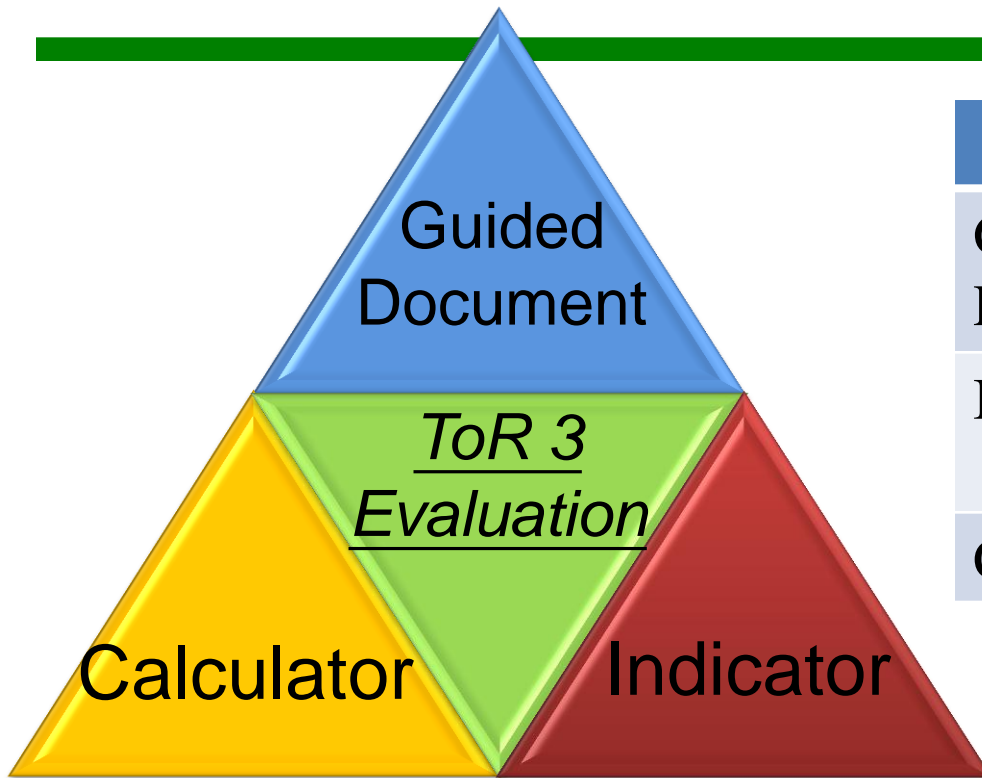 Guided
Document
ToR 3
Evaluation
Calculator
Indicator